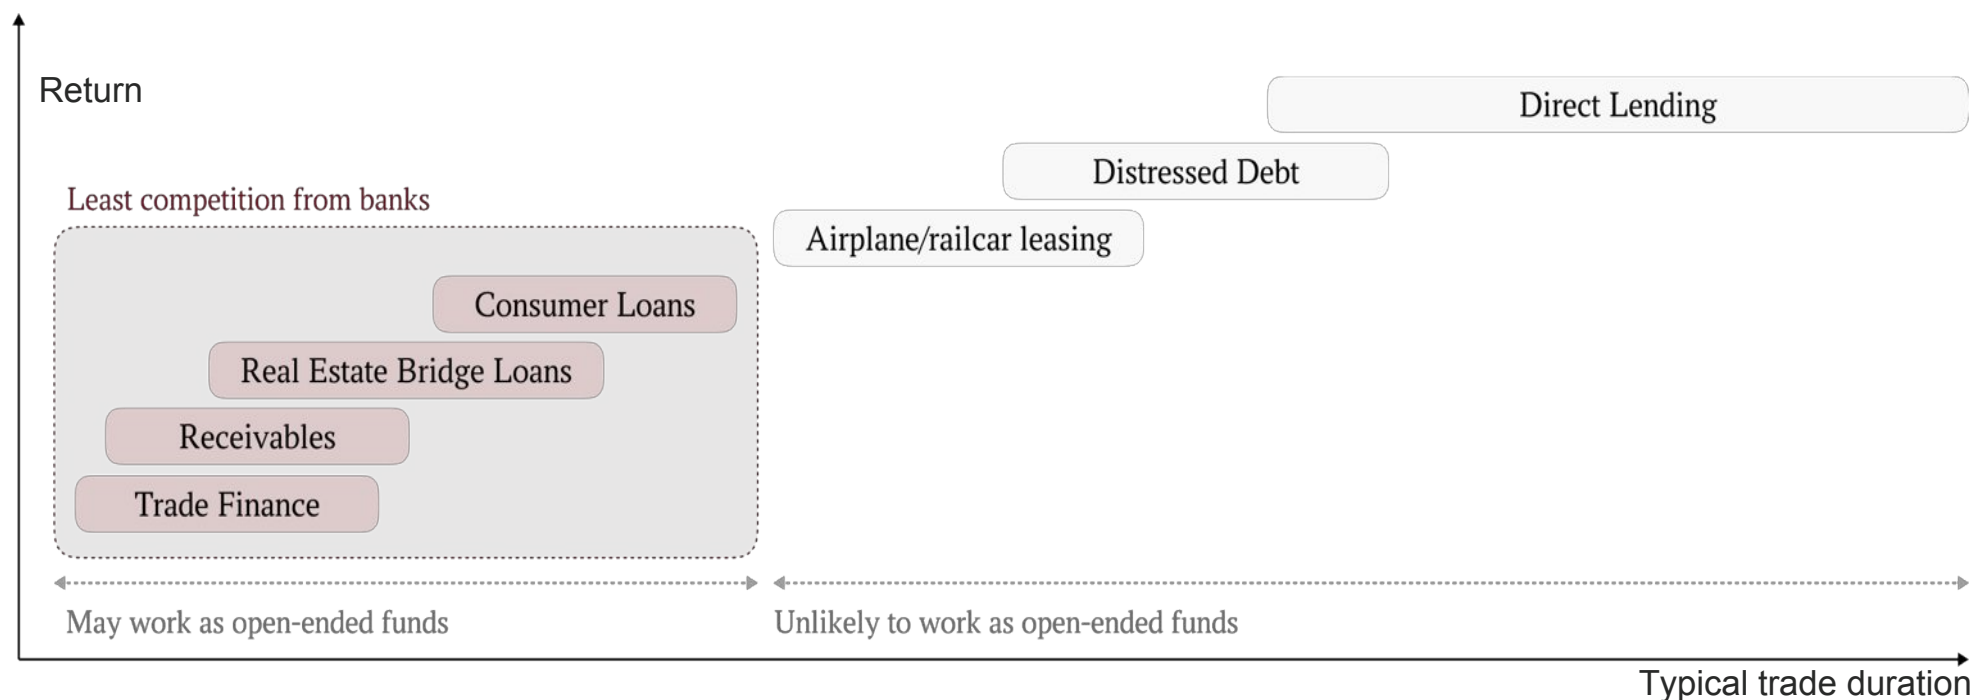 Return
Direct Lending
Distressed Debt
Least competition from banks
Airplane/railcar leasing
Consumer Loans
Real Estate Bridge Loans
Receivables
Trade Finance
May work as open-ended funds
Unlikely to work as open-ended funds
Typical trade duration